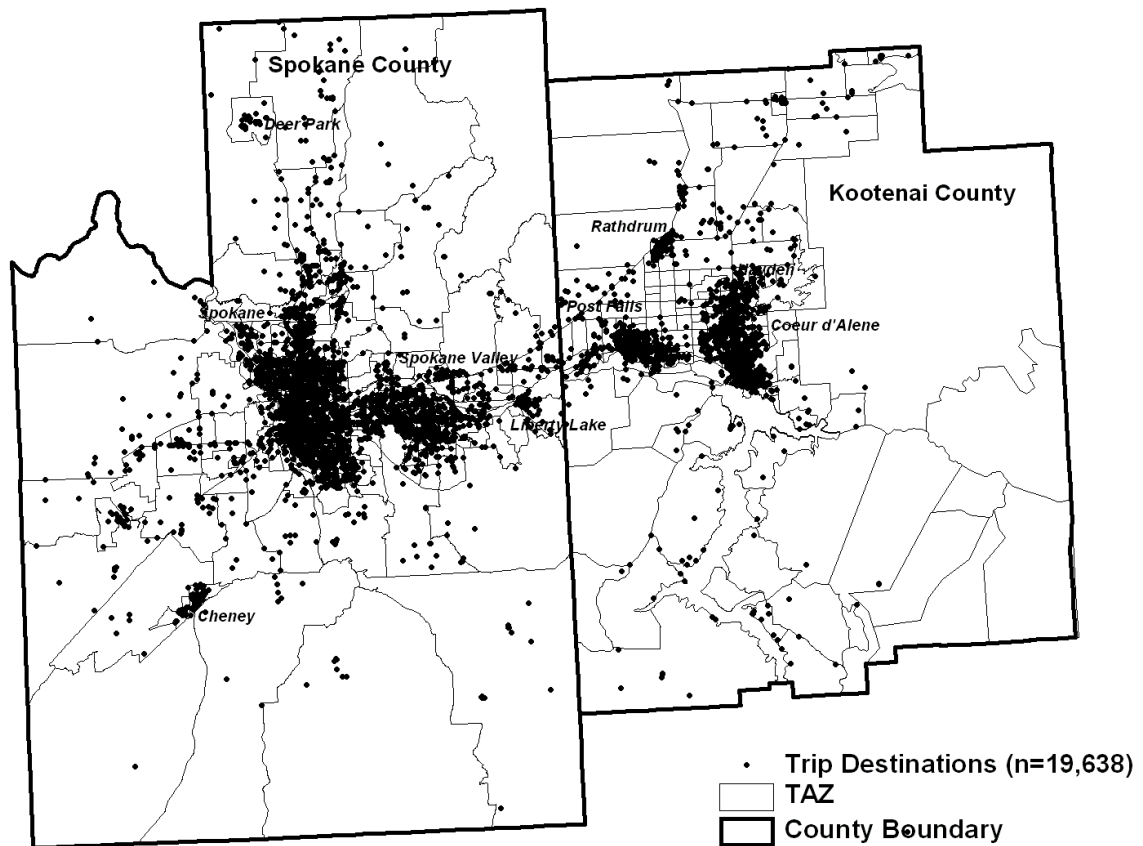 Spokane County
Deer Park
Kootenai County
Rathdrum
Hayden
Spokane
Post Falls
Coeur d'Alene
Spokane Valley
Liberty Lake
Cheney
Trip Destinations (n=19,638)
TAZ
County Boundary